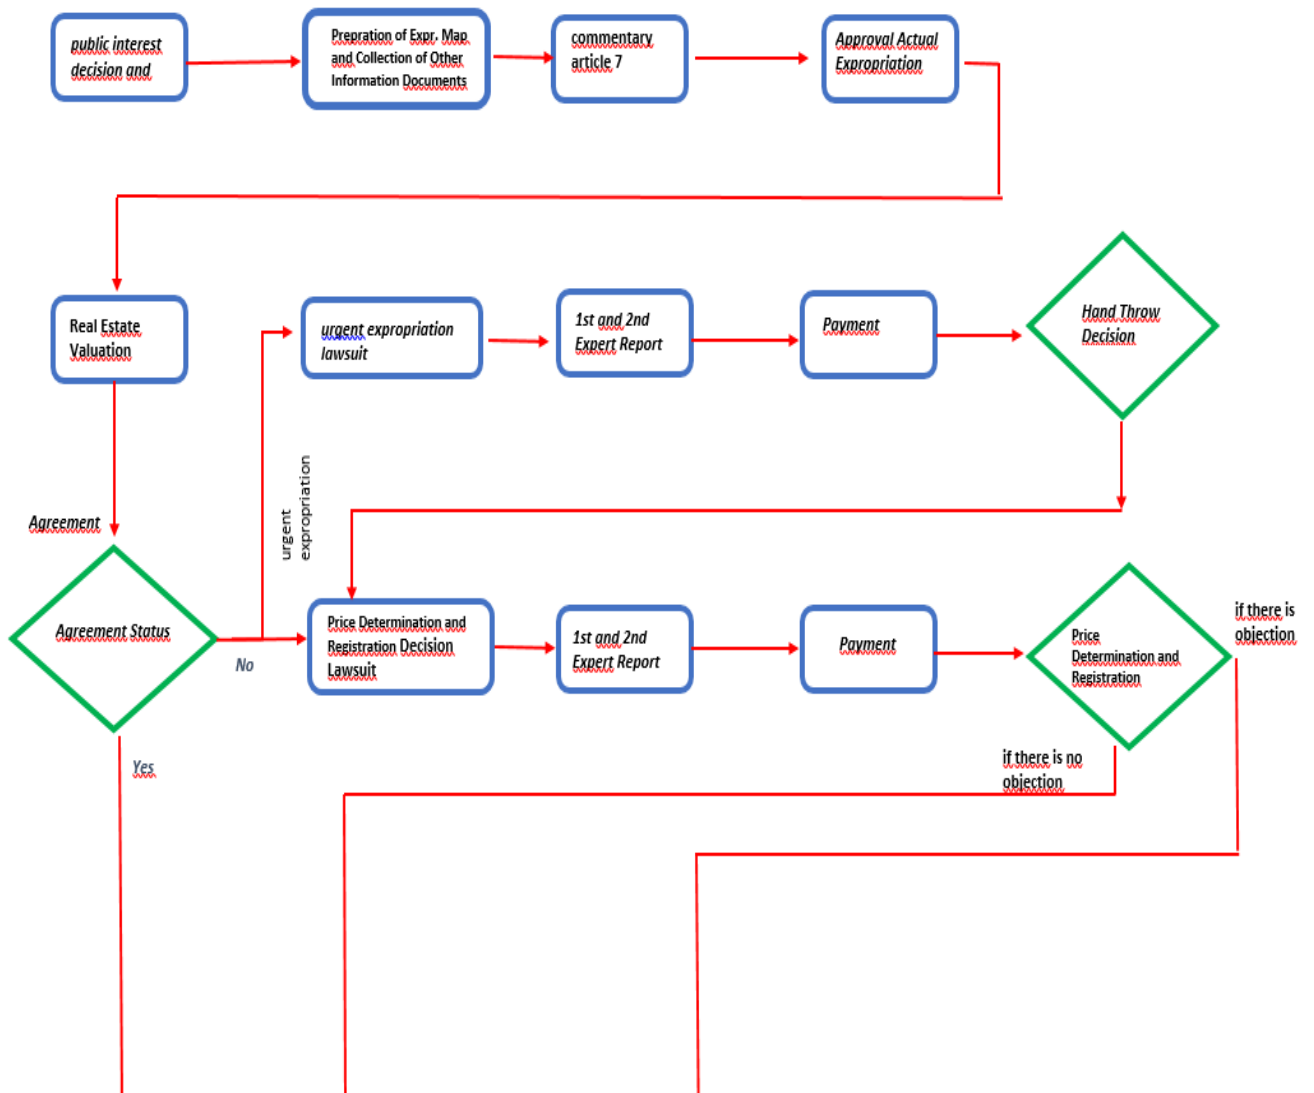 public interest
decision and
Prepration of Expr. Map
and Collection of Other
Information Documents
commentary
article 7
Approval Actual
Expropriation
Real Estate
Valuation
urgent expropriation
lawsuit
1st and 2nd
Expert Report
Payment
Hand Throw
Decision
urgent
expropriation
Agreement
Agreement Status
No
Yes
Price Determination and
Registration Decision
Lawsuit
1st and 2nd
Expert Report
Payment
Price
Determination and
Registration
if there is
objection
if there is no
objection